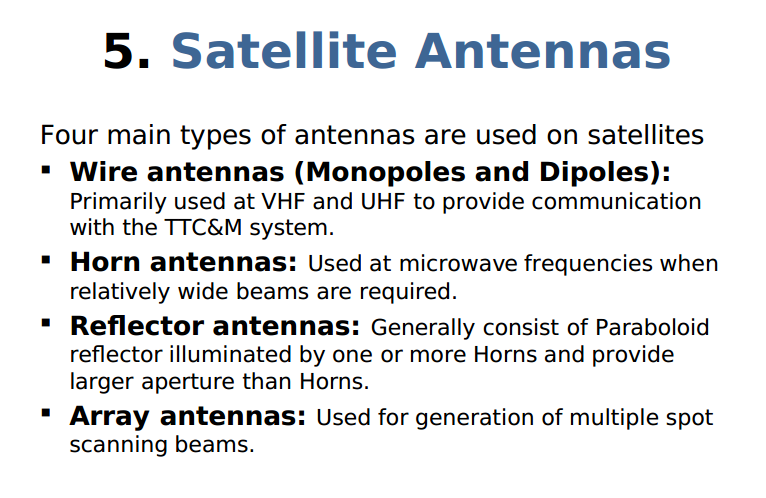 5. Satellite Antennas
Four main types of antennas are used on satellites
▪ Wire antennas (Monopoles and Dipoles):
Primarily used at VHF and UHF to provide communication
with the TTC&M system.
▪ Horn antennas: Used at microwave frequencies when
relatively wide beams are required.
▪ Reflector antennas: Generally consist of Paraboloid
reflector illuminated by one or more Horns and provide
larger aperture than Horns.
▪ Array antennas: Used for generation of multiple spot
scanning beams.